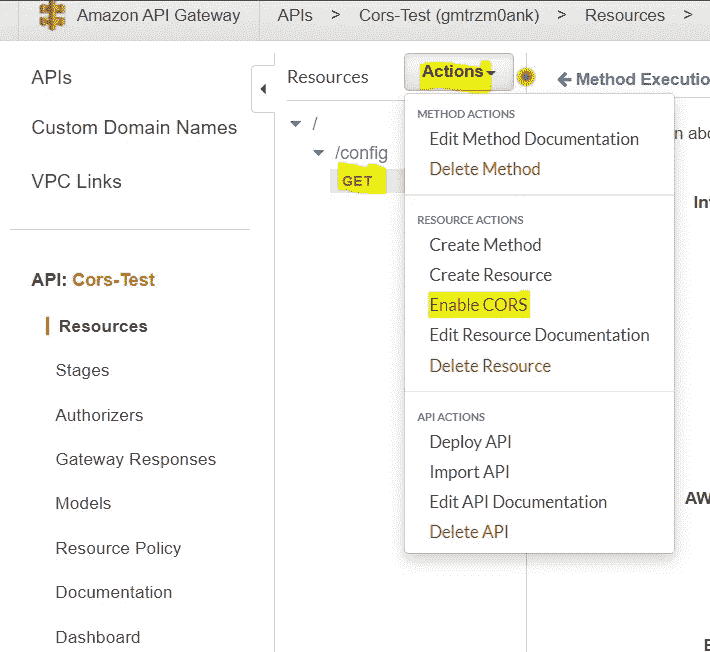 Amazon API Gateway
APIs > Cors-Test (gmtrzm0ank) > Resources >
APIs
Custom Domain Names
VPC Links
API: Cors-Test
Resources
Stages
Authorizers
Gateway Responses
Models
Resource Policy
Documentation
Dashboard
Resources
Actions
/
/config
GET
METHOD ACTIONS
Edit Method Documentation
Delete Method
RESOURCE ACTIONS
Create Method
Create Resource
Enable CORS
Edit Resource Documentation
Delete Resource
API ACTIONS
Deploy API
Import API
Edit API Documentation
Delete API
Method Executio
n abo
In
AW